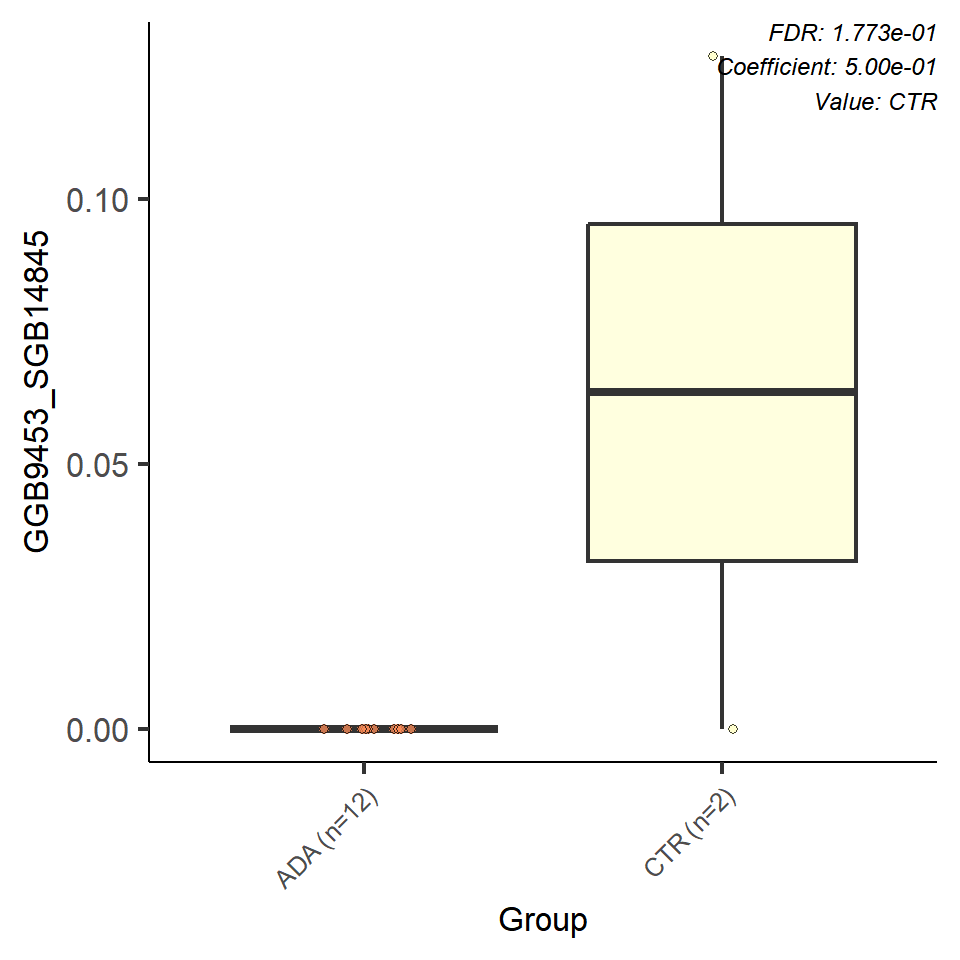 FDR: 1.773e-01
Coefficient: 5.00e-01
Value: CTR
GGB9453_SGB14845
0.10
0.05
0.00
ADA (n=12)
CTR (n=2)
Group